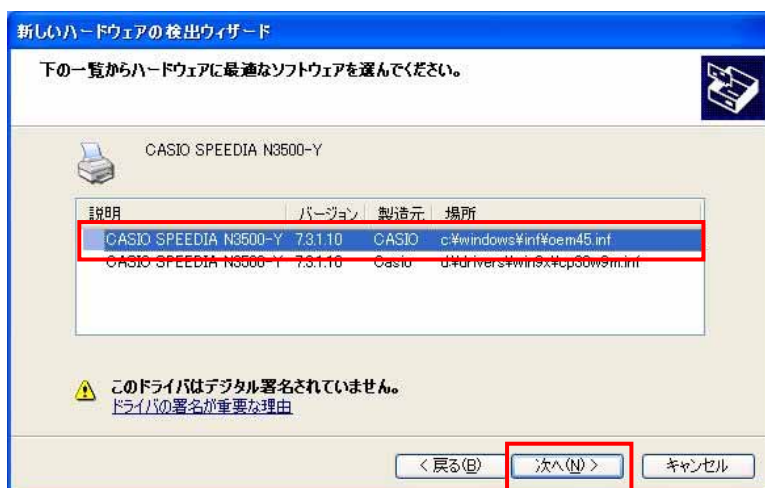 新しいハードウェアの検出ウィザード
下の一覧からハードウェアに最適なソフトウェアを選んでください。
CASIO SPEEDIA N3500-Y
説明 バージョン 製造元 場所
CASIO SPEEDIA N3500-Y 7.3.1.10 CASIO c:¥windows¥inf¥oem45.inf
CASIO SPEEDIA N3500-Y 7.3.1.10 Casio d:¥drivers¥win9x¥cp30w9m.inf
このドライバはデジタル署名されていません。
ドライバの署名が重要な理由
< 戻る(B) 次へ(N) > キャンセル